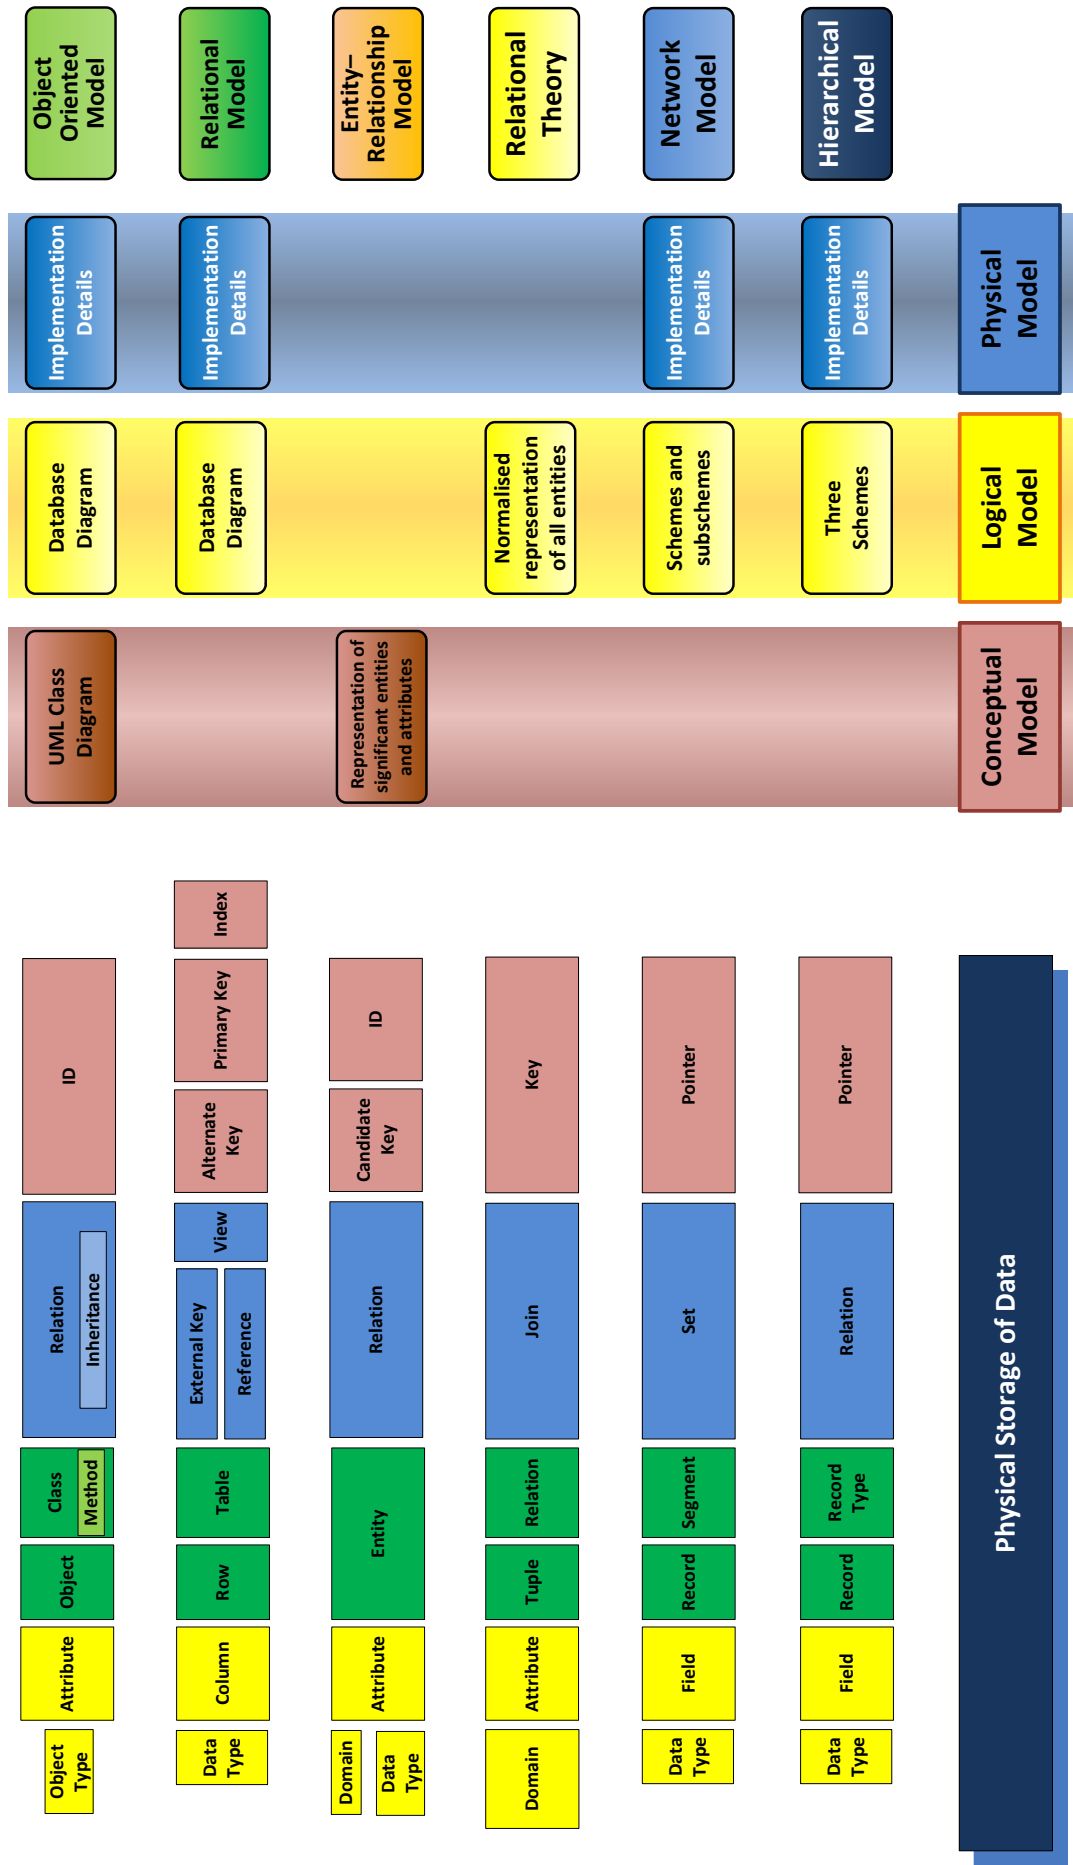 Object
Type
Attribute
Object
Class
Method
Relation
Inheritance
ID
UML Class
Diagram
Database
Diagram
Implementation
Details
Object
Oriented
Model
Data
Type
Column
Row
Table
External Key
Reference
View
Alternate
Key
Primary Key
Index
Database
Diagram
Implementation
Details
Relational
Model
Domain
Data
Type
Attribute
Entity
Relation
Candidate
Key
ID
Representation of
significant entities
and attributes
Entity–
Relationship
Model
Domain
Attribute
Tuple
Relation
Join
Key
Normalised
representation
of all entities
Relational
Theory
Data
Type
Field
Record
Segment
Set
Pointer
Schemes and
subschemes
Implementation
Details
Network
Model
Data
Type
Field
Record
Record
Type
Relation
Pointer
Three
Schemes
Implementation
Details
Hierarchical
Model
Physical Storage of Data
Conceptual
Model
Logical
Model
Physical
Model